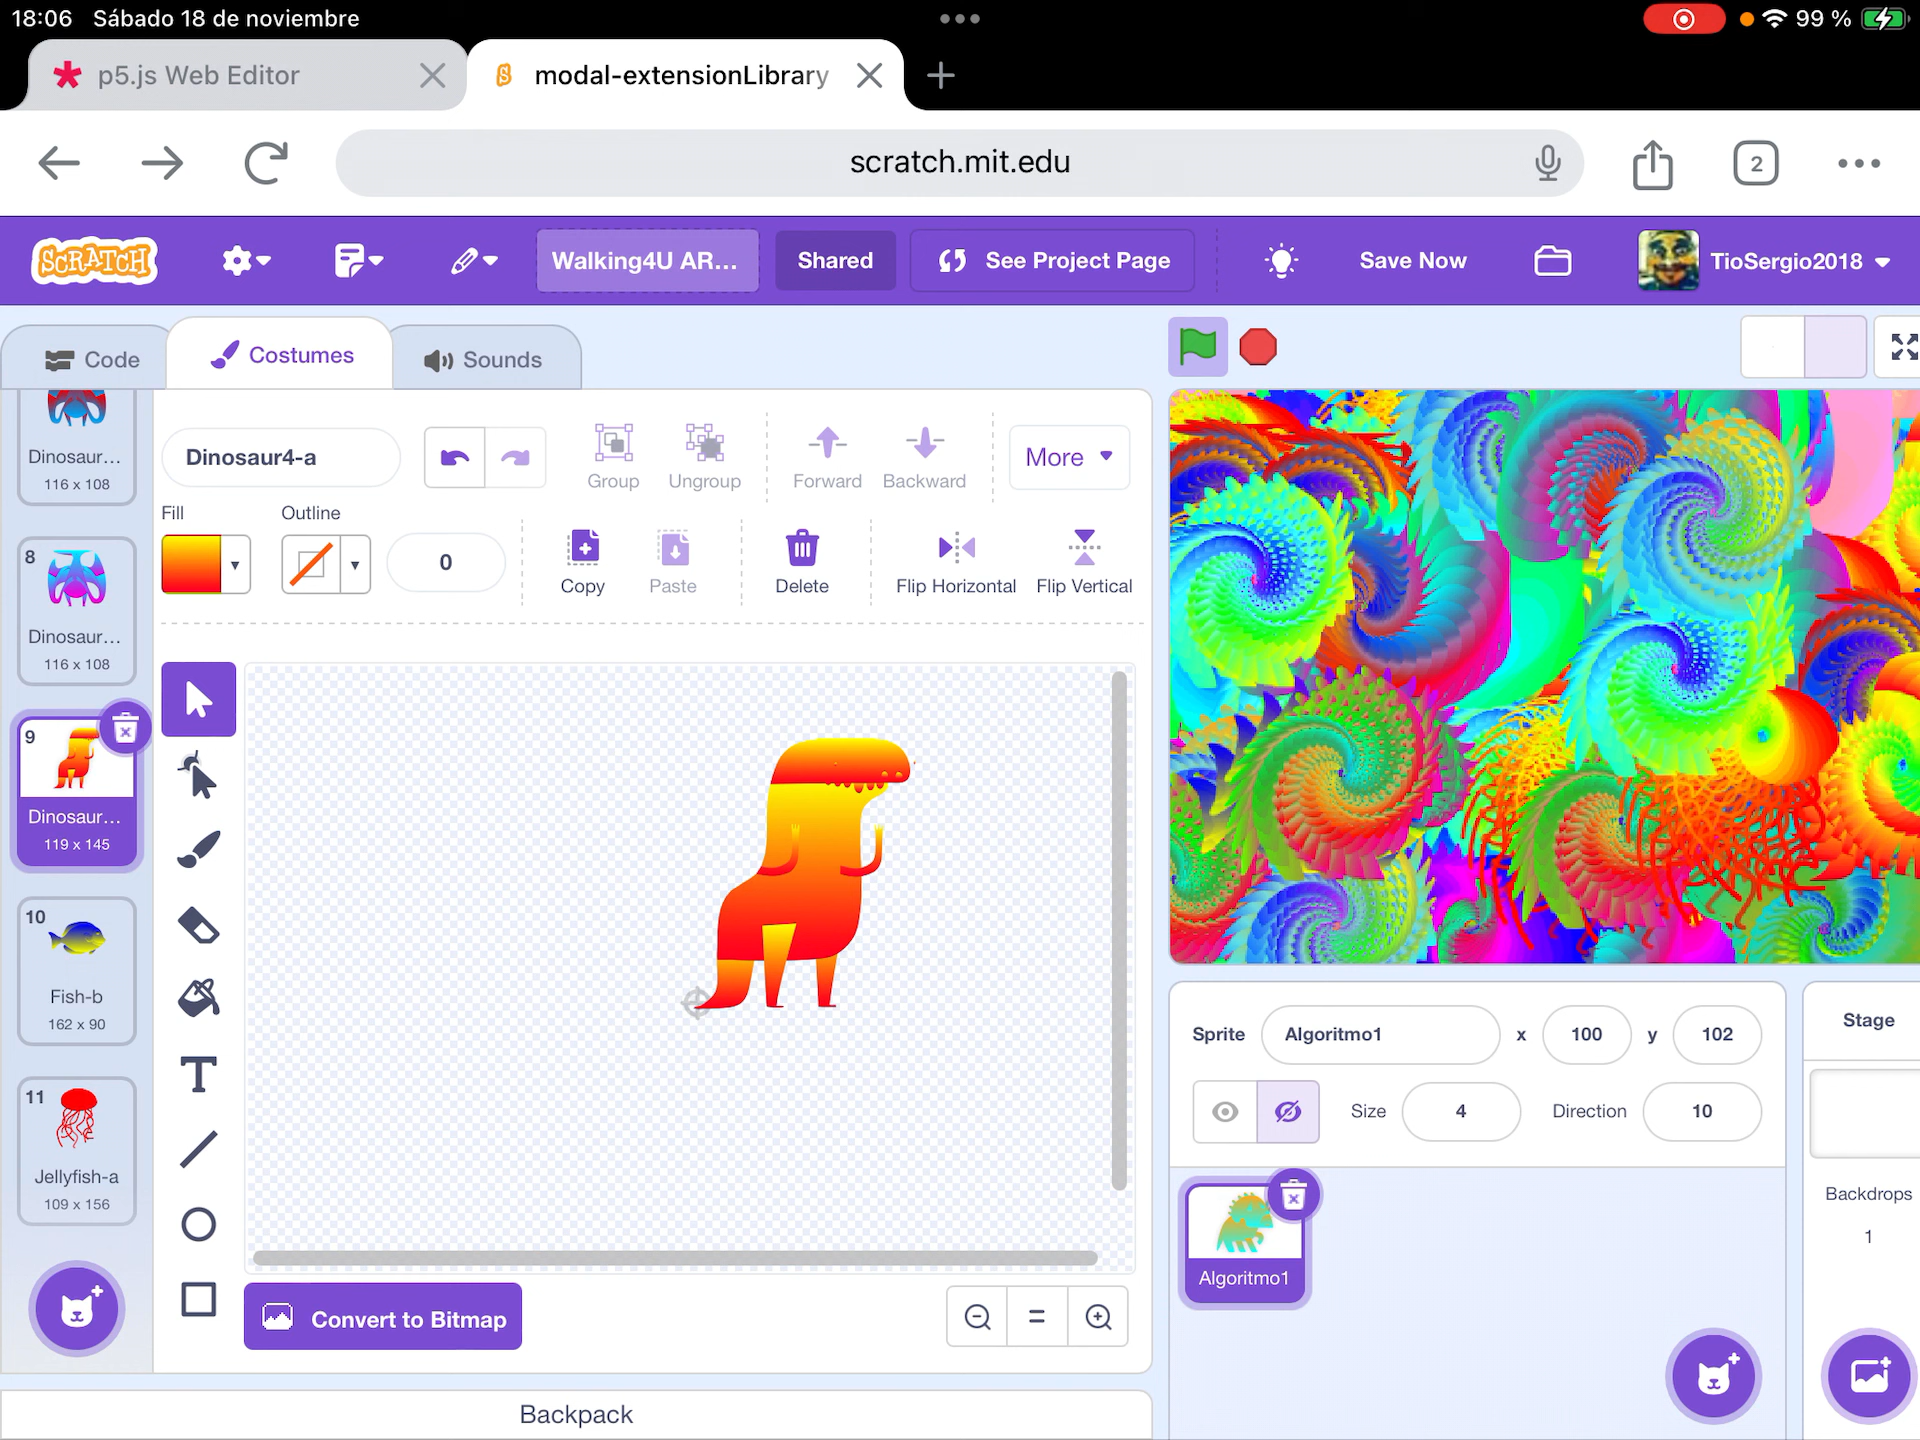 18:06 Sábado 18 de noviembre
99 %
p5.js Web Editor
modal-extensionLibrary
scratch.mit.edu
2
SCRATCH
Walking4U AR...
Shared
See Project Page
Save Now
TioSergio2018
Code
Costumes
Sounds
Dinosaur...
116 x 108
8
Dinosaur...
116 x 108
9
Dinosaur...
119 x 145
10
Fish-b
162 x 90
11
Jellyfish-a
109 x 156
Dinosaur4-a
Group
Ungroup
Forward
Backward
More
Fill
Outline
0
Copy
Paste
Delete
Flip Horizontal
Flip Vertical
T
Convert to Bitmap
=
Backpack
Sprite
Algoritmo1
x
100
y
102
Size
4
Direction
10
Algoritmo1
Stage
Backdrops
1